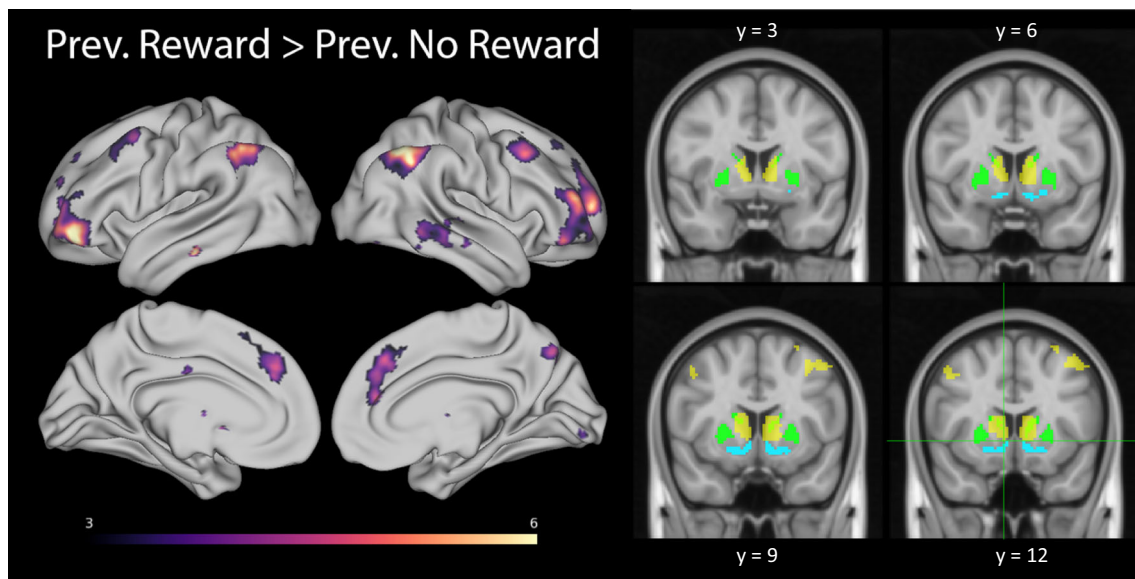 Prev. Reward > Prev. No Reward
y = 3
y = 6
3
6
y = 9
y = 12